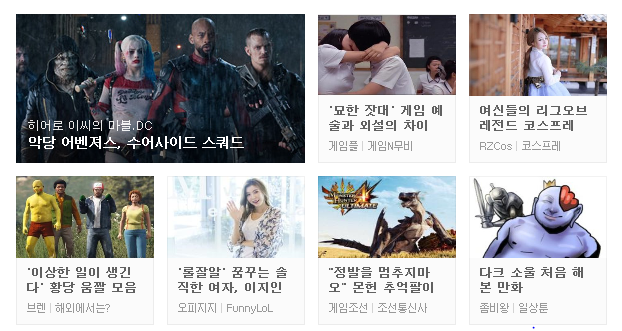 히어로 이씨의 마블.DC
악당 어벤져스, 수어사이드 스쿼드
'묘한 잣대' 게임 예
술과 외설의 차이
게임플 | 게임N무비
여신들의 리그오브
레전드 코스프레
RZCos | 코스프레
'이상한 일이 생긴
다' 황당 움짤 모음
브렌 | 해외에서는?
'롤잘알' 꿈꾸는 솔
직한 여자, 이지인
오피지지 | FunnyLoL
MONSTER
HUNTER
4
ULTIMATE
"정발을 멈추지마
오" 몬헌 추억팔이
게임조선 | 조선통신사
다크 소울 처음 해
본 만화
좀비왕 | 일상툰